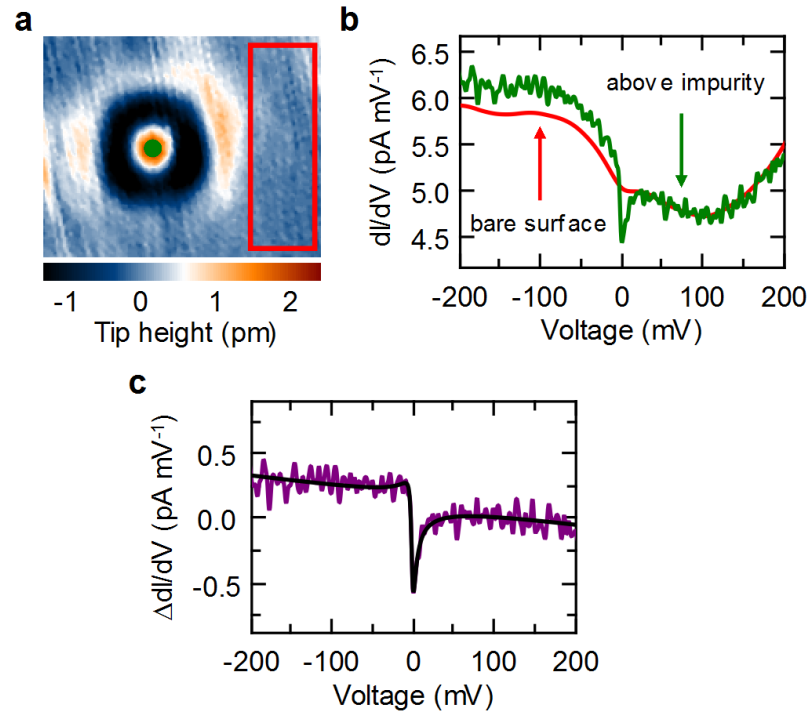 a
-1 0 1 2
Tip height (pm)
b
6.5
6.0
5.5
5.0
4.5
dI/dV (pA mV⁻¹)
above impurity
bare surface
-200 -100 0 100 200
Voltage (mV)
c
0.5
0.0
-0.5
ΔdI/dV (pA mV⁻¹)
-200 -100 0 100 200
Voltage (mV)